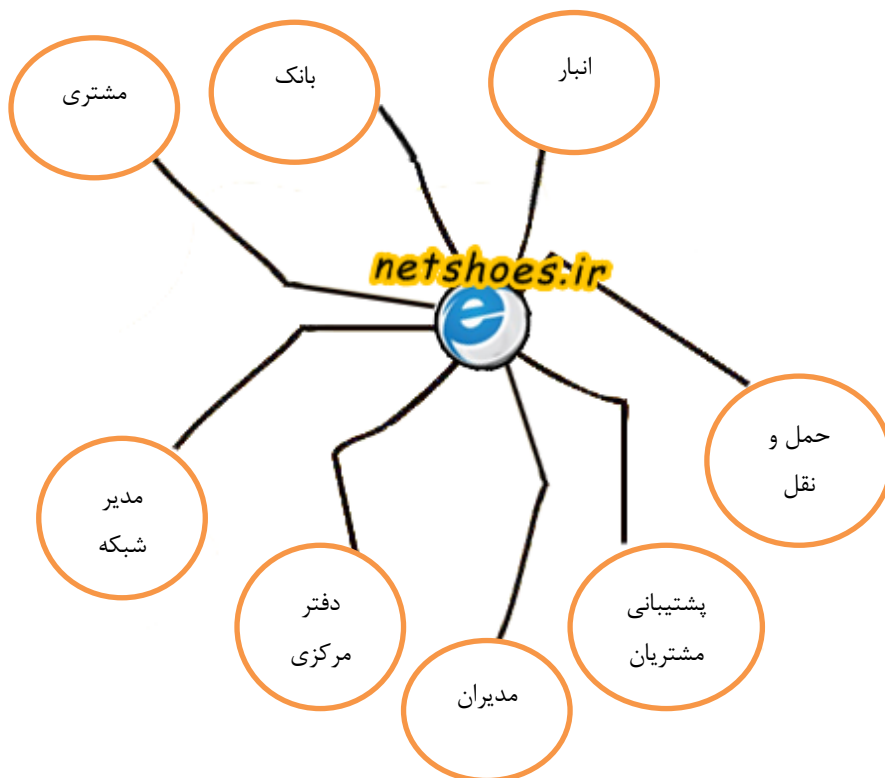 انبار
بانک
مشتری
netshoes.ir
حمل و
نقل
مدیر
شبکه
دفتر
مرکزی
پشتیبانی
مشتریان
مدیران